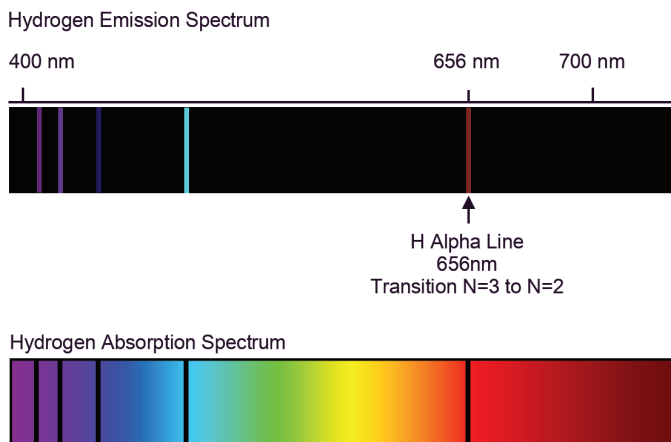 Hydrogen Emission Spectrum
400 nm 656 nm 700 nm
H Alpha Line
656nm
Transition N=3 to N=2
Hydrogen Absorption Spectrum